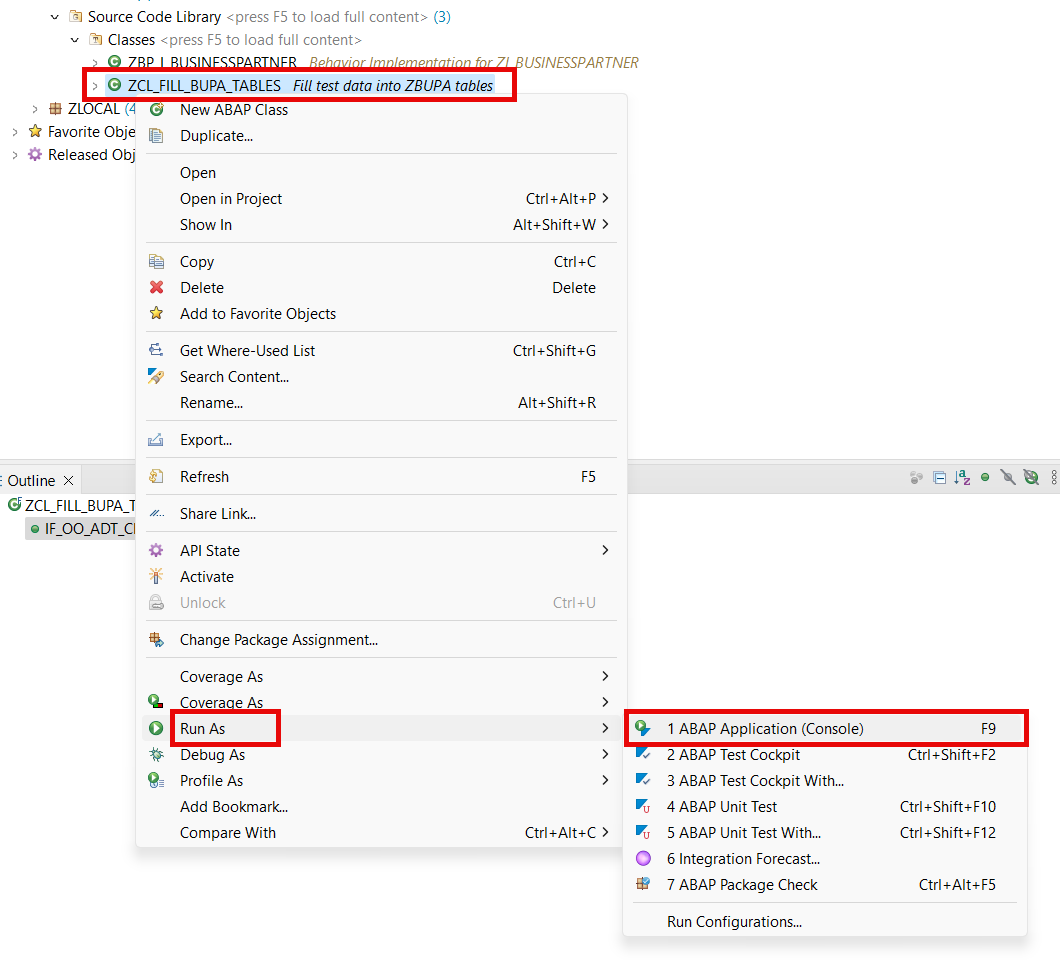 Source Code Library <press F5 to load full content> (3)
Classes <press F5 to load full content>
ZBP_I_BUSINESSPARTNER Behavior Implementation for ZI_BUSINESSPARTNER
ZCL_FILL_BUPA_TABLES Fill test data into ZBUPA tables
ZLOCAL (4
Favorite Obje
Released Obj
New ABAP Class
Duplicate...
Open
Open in Project Ctrl+Alt+P
Show In Alt+Shift+W
Copy Ctrl+C
Delete Delete
Add to Favorite Objects
Get Where-Used List Ctrl+Shift+G
Search Content...
Rename... Alt+Shift+R
Export...
Refresh F5
Share Link...
API State
Activate
Unlock Ctrl+U
Change Package Assignment...
Coverage As
Coverage As
Run As
Debug As
Profile As
Add Bookmark...
Compare With Ctrl+Alt+C
Outline
ZCL_FILL_BUPA_T
IF_OO_ADT_CL
1 ABAP Application (Console) F9
2 ABAP Test Cockpit Ctrl+Shift+F2
3 ABAP Test Cockpit With...
4 ABAP Unit Test Ctrl+Shift+F10
5 ABAP Unit Test With... Ctrl+Shift+F12
6 Integration Forecast...
7 ABAP Package Check Ctrl+Alt+F5
Run Configurations...